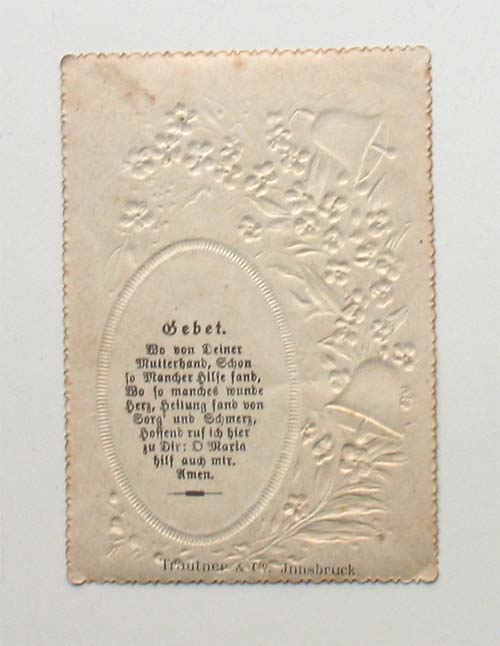 Gebet.
Wo von Deiner
Mutterhand, Schon
so Mancher Hilfe fand,
Wo so manches wunde
Herz, Heilung fand von
Sorg' und Schmerz,
Hoffend ruf ich hier
zu Dir: O Maria
hilf auch mir.
Amen.
Trautner & Co. Innsbruck.